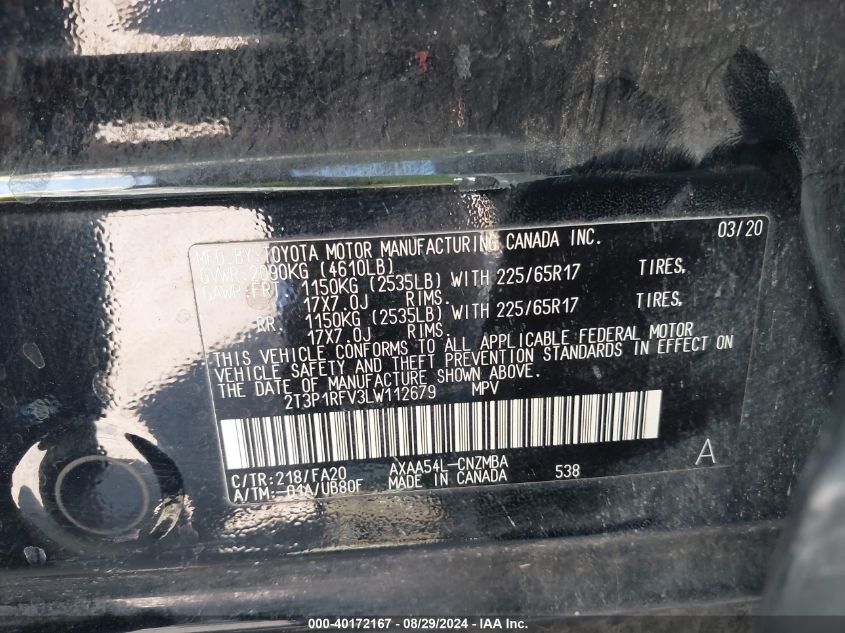 MFD.BY:TOYOTA MOTOR MANUFACTURING CANADA INC. 03/20
GVWR:2090KG (4610LB)
GAWR:FRT. 1150KG (2535LB) WITH 225/65R17 TIRES,
17X7.0J RIMS.
RR. 1150KG (2535LB) WITH 225/65R17 TIRES,
17X7.0J RIMS.
THIS VEHICLE CONFORMS TO ALL APPLICABLE FEDERAL MOTOR
VEHICLE SAFETY AND THEFT PREVENTION STANDARDS IN EFFECT ON
THE DATE OF MANUFACTURE SHOWN ABOVE.
2T3P1RFV3LW112679 MPV
C/TR:218/FA20 AXAA54L-CNZMBA 538 A
A/TM:-01A/UB80F MADE IN CANADA
000-40172167 - 08/29/2024 - IAA Inc.